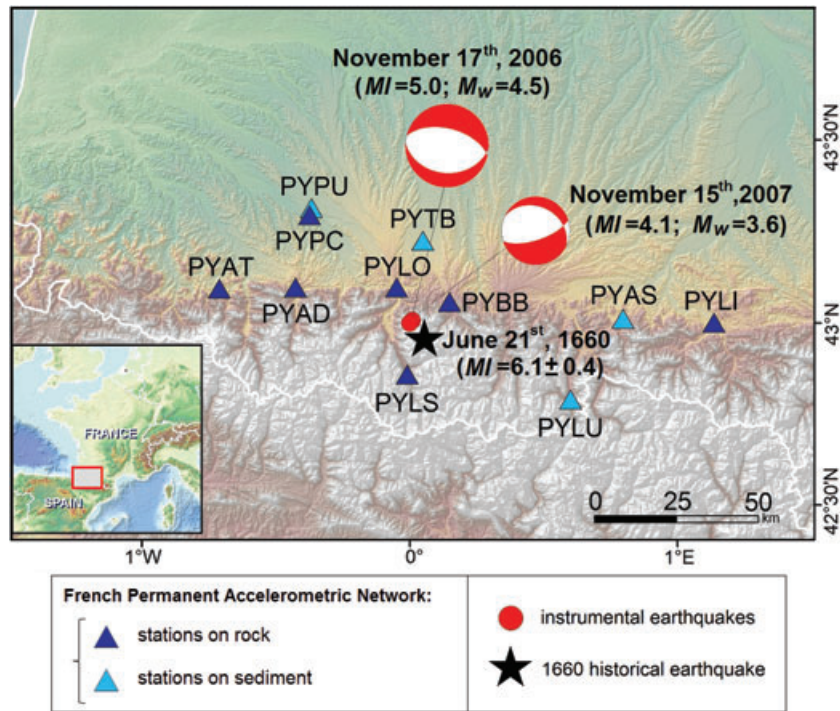 November 17th, 2006
(Ml=5.0; Mw=4.5)
November 15th,2007
(Ml=4.1; Mw=3.6)
PYPU
PYTB
PYPC
PYAT
PYLO
PYAD
PYBB
PYAS
PYLI
June 21st, 1660
(Ml=6.1±0.4)
PYLS
PYLU
FRANCE
SPAIN
0 25 50
km
43°30'N
43°N
42°30'N
1°W
0°
1°E
French Permanent Accelerometric Network:
stations on rock
stations on sediment
instrumental earthquakes
1660 historical earthquake